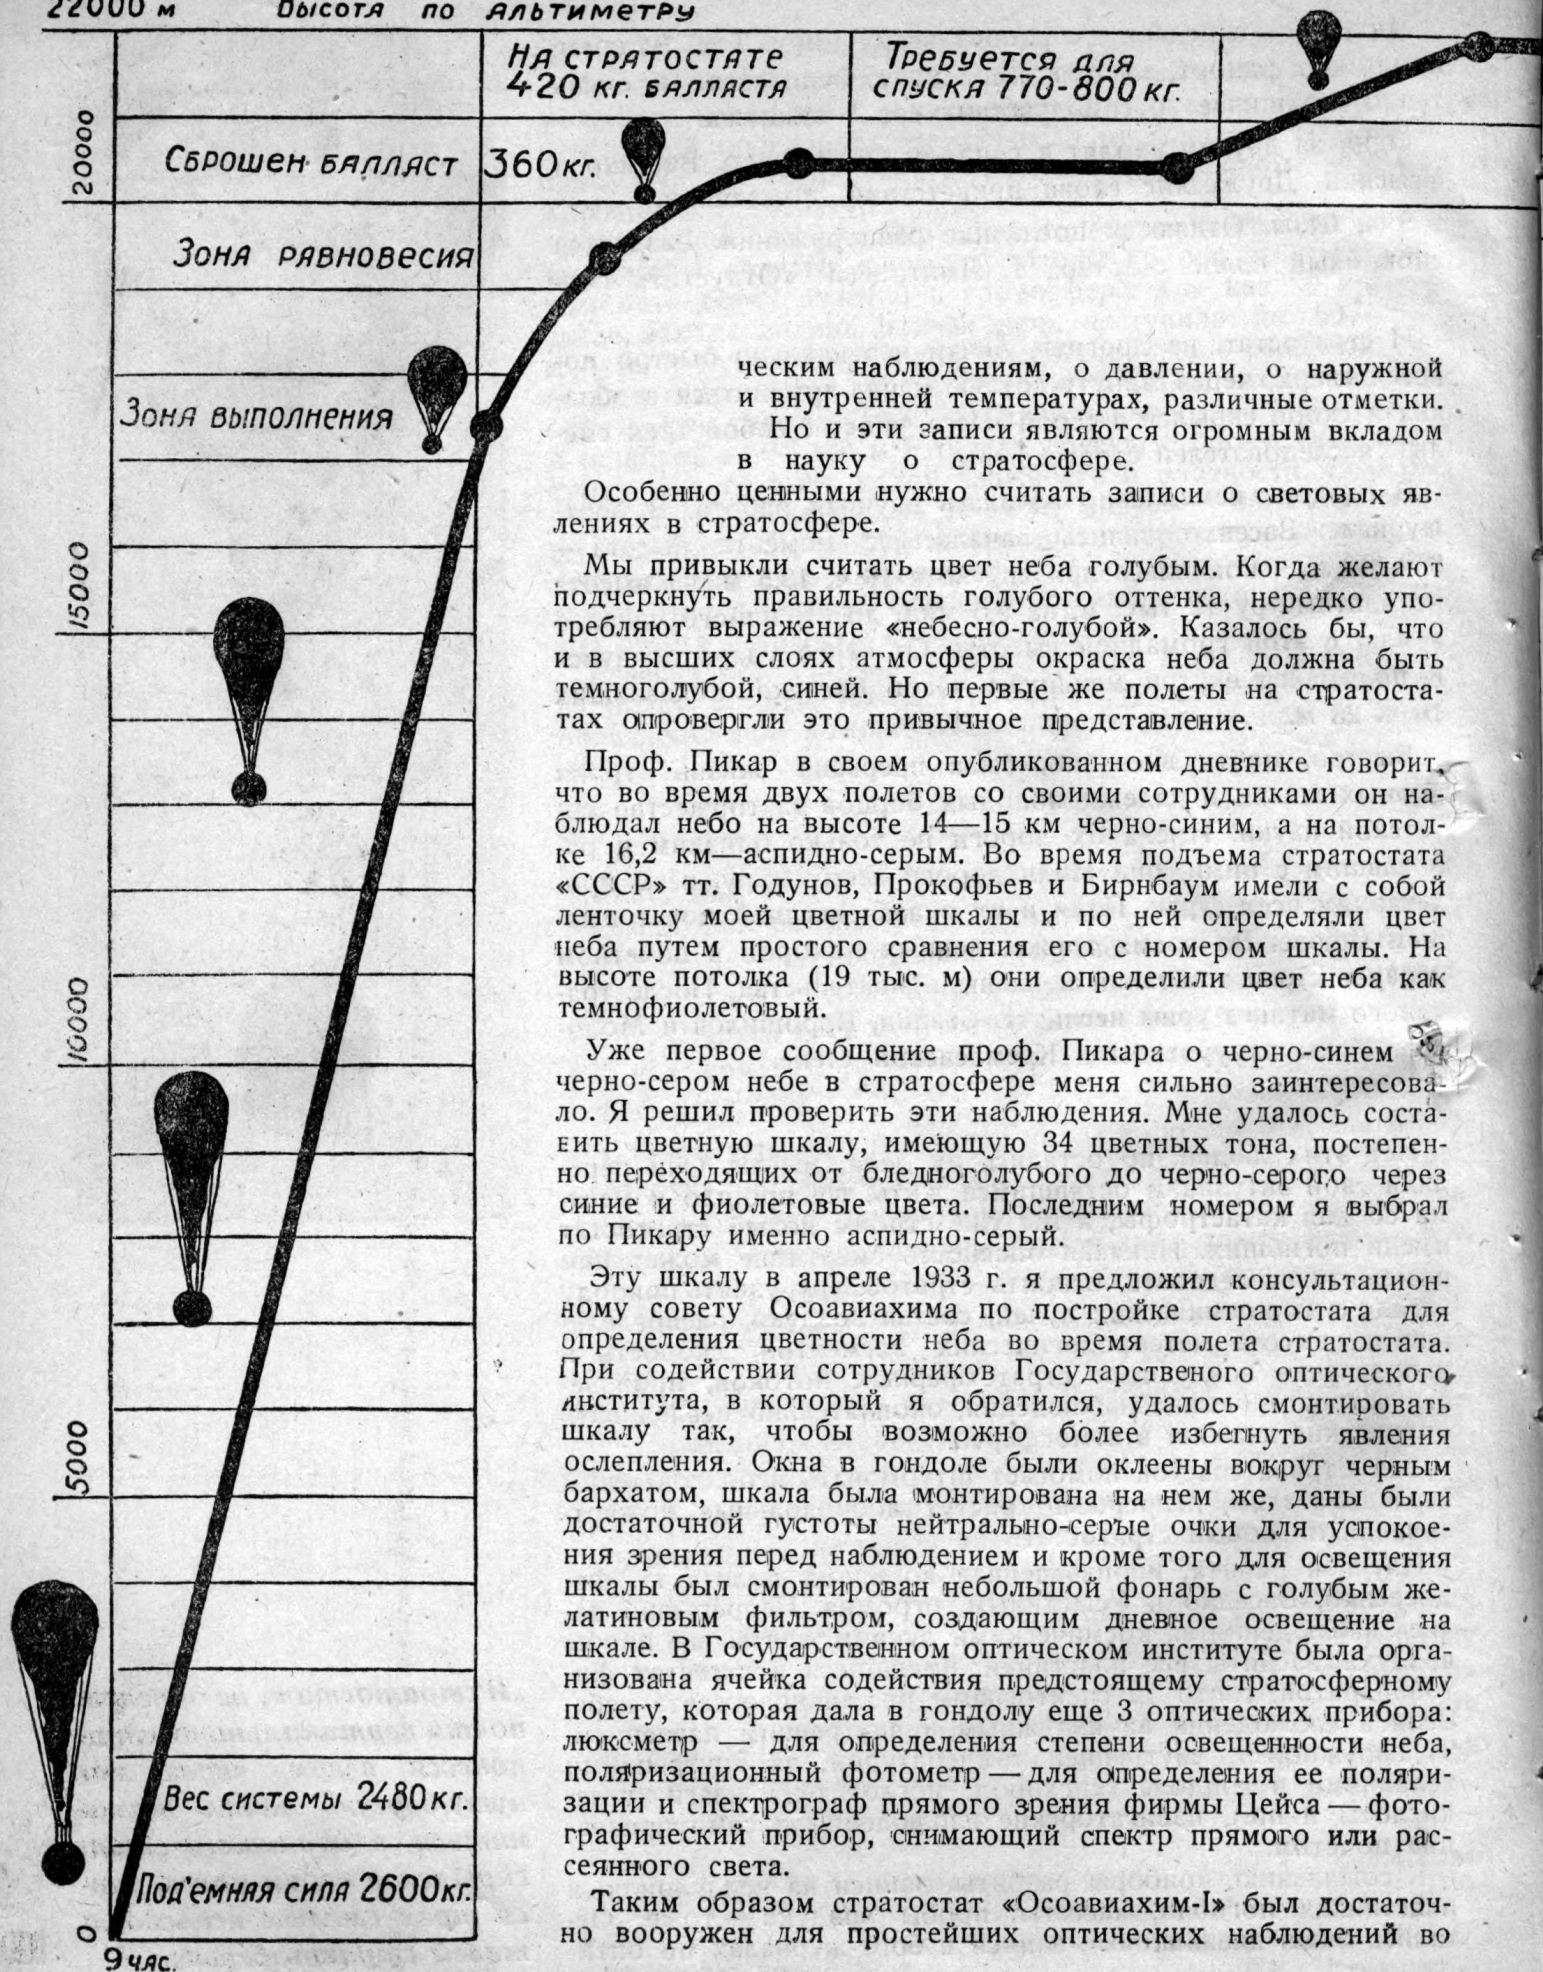 22000 м Высота по альтиметру
На стратостате
420 кг. балласта
Требуется для
спуска 770-800 кг.
20000
Сброшен балласт 360 кг.
Зона равновесия
Зона выполнения
15000
10000
5000
Вес системы 2480 кг.
Под'емная сила 2600 кг.
0
9 час.
ческим наблюдениям, о давлении, о наружной
и внутренней температурах, различные отметки.
Но и эти записи являются огромным вкладом
в науку о стратосфере.
Особенно ценными нужно считать записи о световых яв-
лениях в стратосфере.
Мы привыкли считать цвет неба голубым. Когда желают
подчеркнуть правильность голубого оттенка, нередко упо-
требляют выражение «небесно-голубой». Казалось бы, что
и в высших слоях атмосферы окраска неба должна быть
темноголубой, синей. Но первые же полеты на стратоста-
тах опровергли это привычное представление.
Проф. Пикар в своем опубликованном дневнике говорит,
что во время двух полетов со своими сотрудниками он на-
блюдал небо на высоте 14—15 км черно-синим, а на потол-
ке 16,2 км—аспидно-серым. Во время подъема стратостата
«СССР» тт. Годунов, Прокофьев и Бирнбаум имели с собой
ленточку моей цветной шкалы и по ней определяли цвет
неба путем простого сравнения его с номером шкалы. На
высоте потолка (19 тыс. м) они определили цвет неба как
темнофиолетовый.
Уже первое сообщение проф. Пикара о черно-синем
черно-сером небе в стратосфере меня сильно заинтересова-
ло. Я решил проверить эти наблюдения. Мне удалось соста-
вить цветную шкалу, имеющую 34 цветных тона, постепен-
но переходящих от бледноголубого до черно-серого через
синие и фиолетовые цвета. Последним номером я выбрал
по Пикару именно аспидно-серый.
Эту шкалу в апреле 1933 г. я предложил консультацион-
ному совету Осоавиахима по постройке стратостата для
определения цветности неба во время полета стратостата.
При содействии сотрудников Государственого оптического
института, в который я обратился, удалось смонтировать
шкалу так, чтобы возможно более избегнуть явления
ослепления. Окна в гондоле были оклеены вокруг черным
бархатом, шкала была монтирована на нем же, даны были
достаточной густоты нейтрально-серые очки для успокое-
ния зрения перед наблюдением и кроме того для освещения
шкалы был смонтирован небольшой фонарь с голубым же-
латиновым фильтром, создающим дневное освещение на
шкале. В Государственном оптическом институте была орга-
низована ячейка содействия предстоящему стратосферному
полету, которая дала в гондолу еще 3 оптических прибора:
люксметр — для определения степени освещенности неба,
поляризационный фотометр — для определения ее поляри-
зации и спектрограф прямого зрения фирмы Цейса — фото-
графический прибор, снимающий спектр прямого или рас-
сеянного света.
Таким образом стратостат «Осоавиахим-I» был достаточ-
но вооружен для простейших оптических наблюдений во